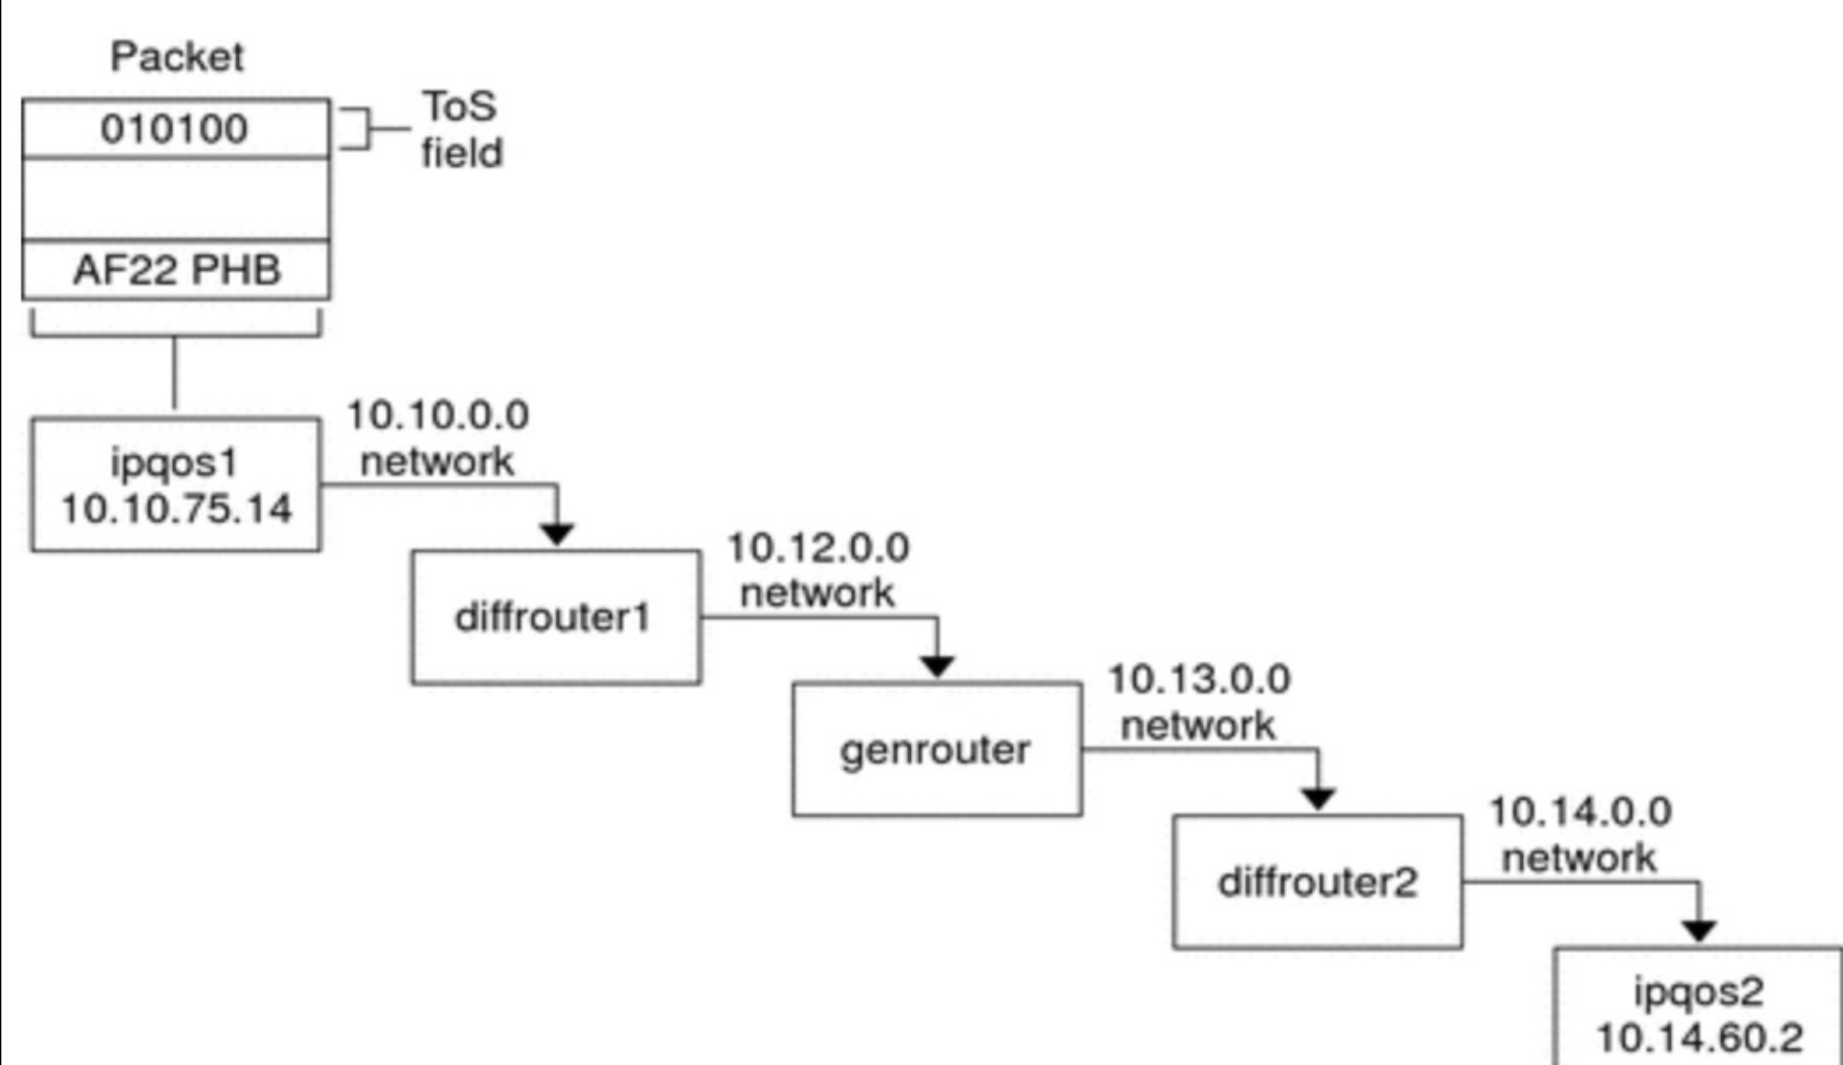 Packet
010100
ToS
field
AF22 PHB
ipqos1
10.10.75.14
10.10.0.0
network
diffrouter1
10.12.0.0
network
genrouter
10.13.0.0
network
diffrouter2
10.14.0.0
network
ipqos2
10.14.60.2